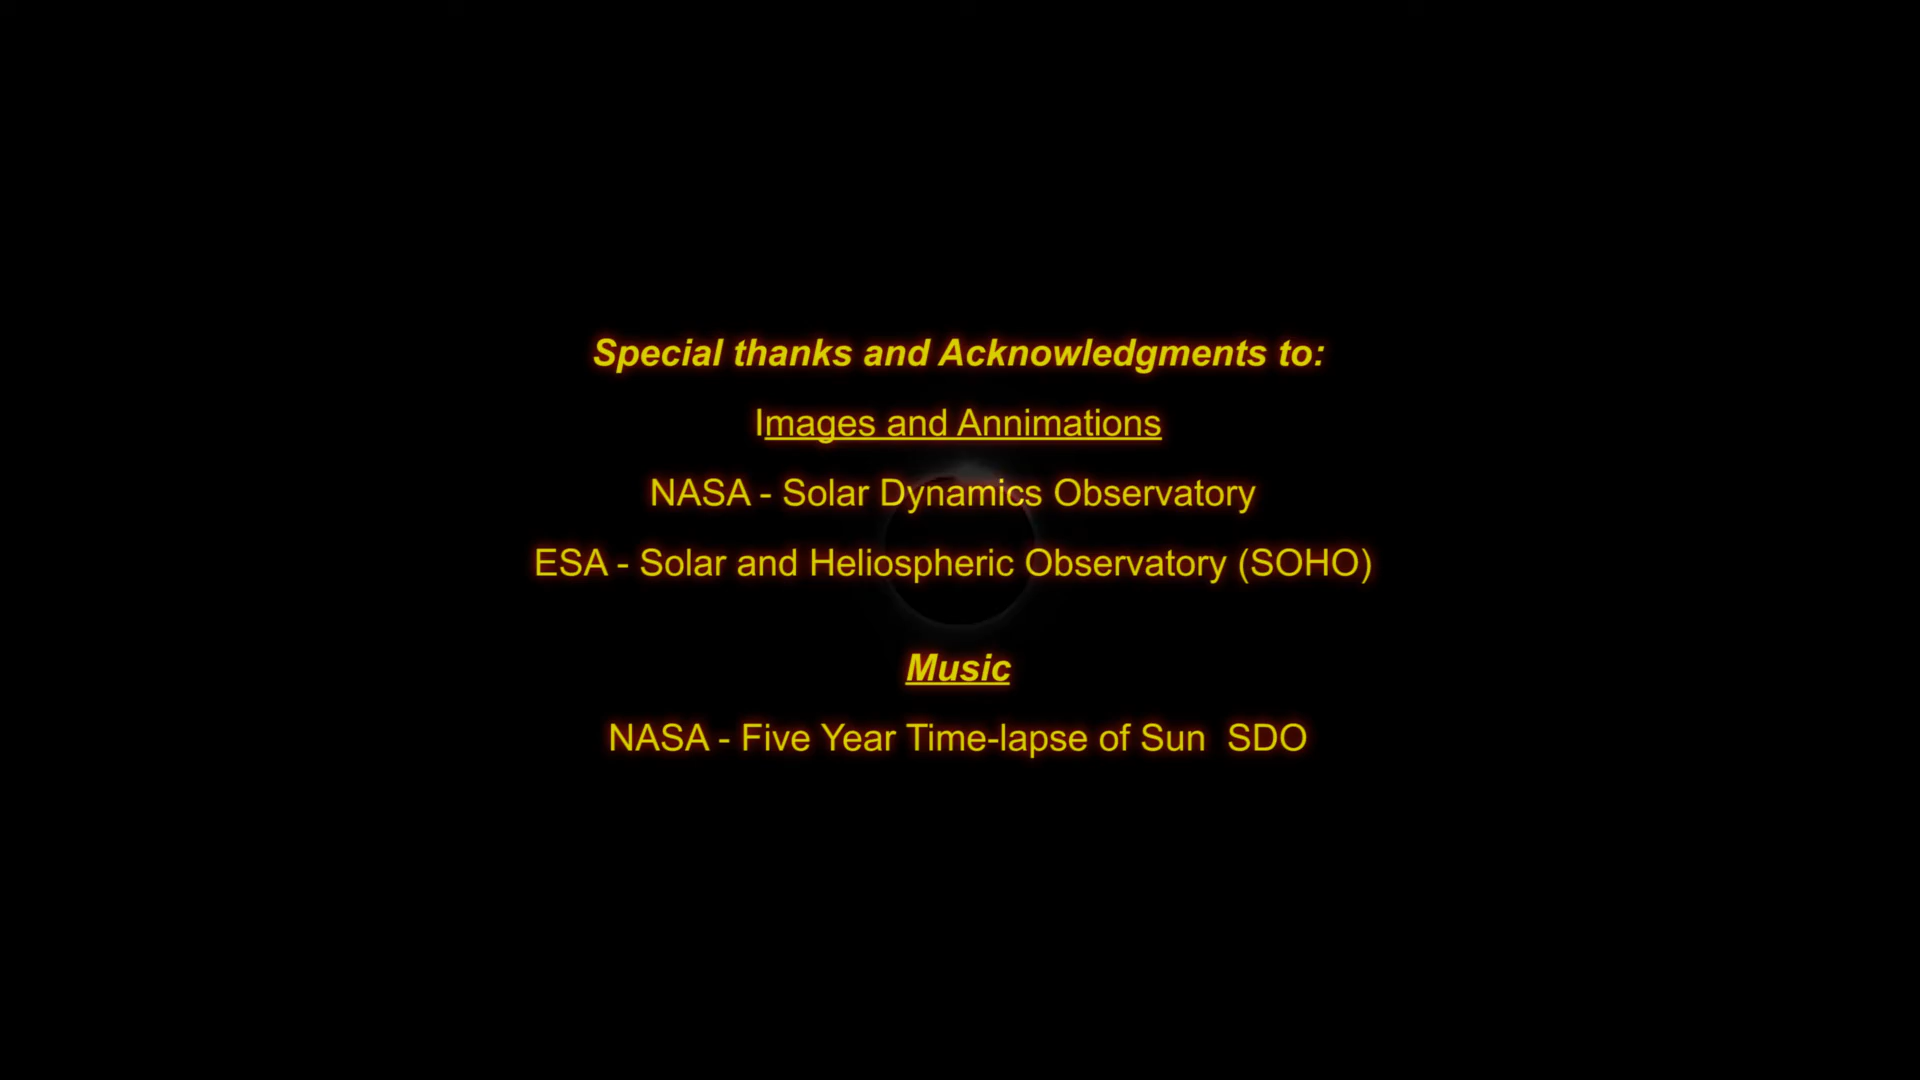 Special thanks and Acknowledgments to:
Images and Annimations
NASA - Solar Dynamics Observatory
ESA - Solar and Heliospheric Observatory (SOHO)
Music
NASA - Five Year Time-lapse of Sun  SDO